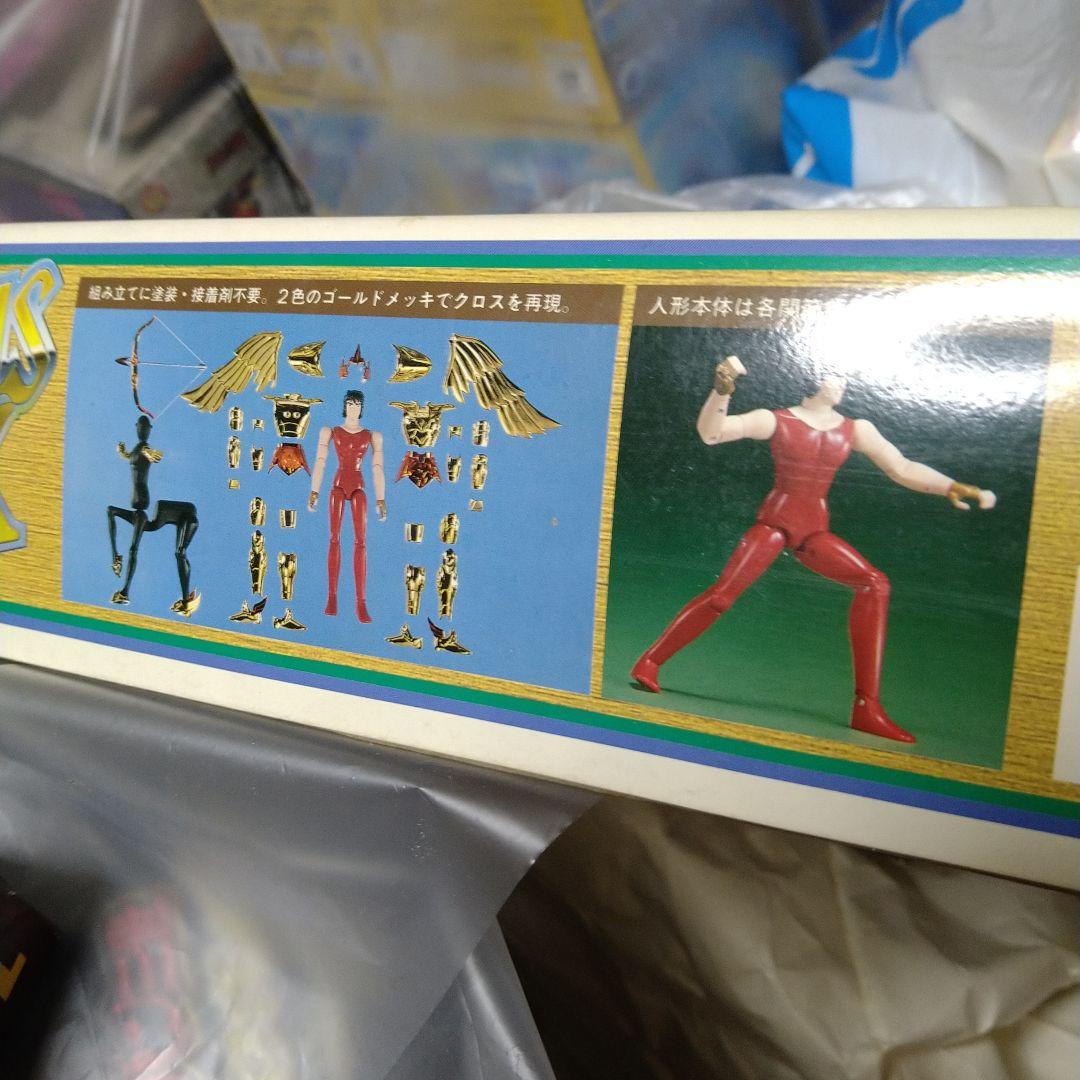 組み立てに塗装・接着剤不要。2色のゴールドメッキでクロスを再現。
人形本体は各関節